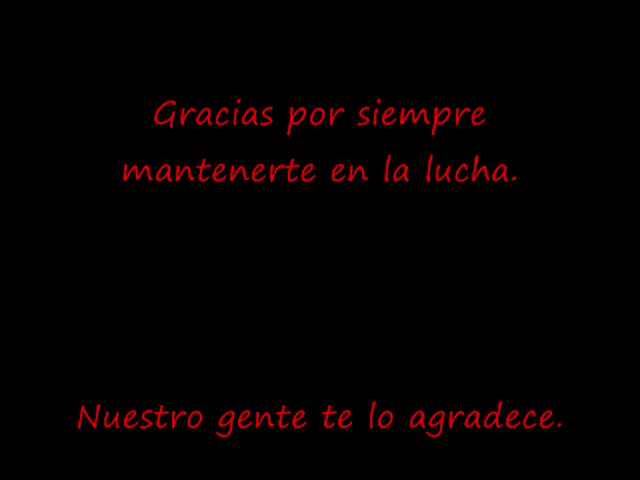 Gracias por siempre
mantenerte en la lucha.
Nuestro gente te lo agradece.